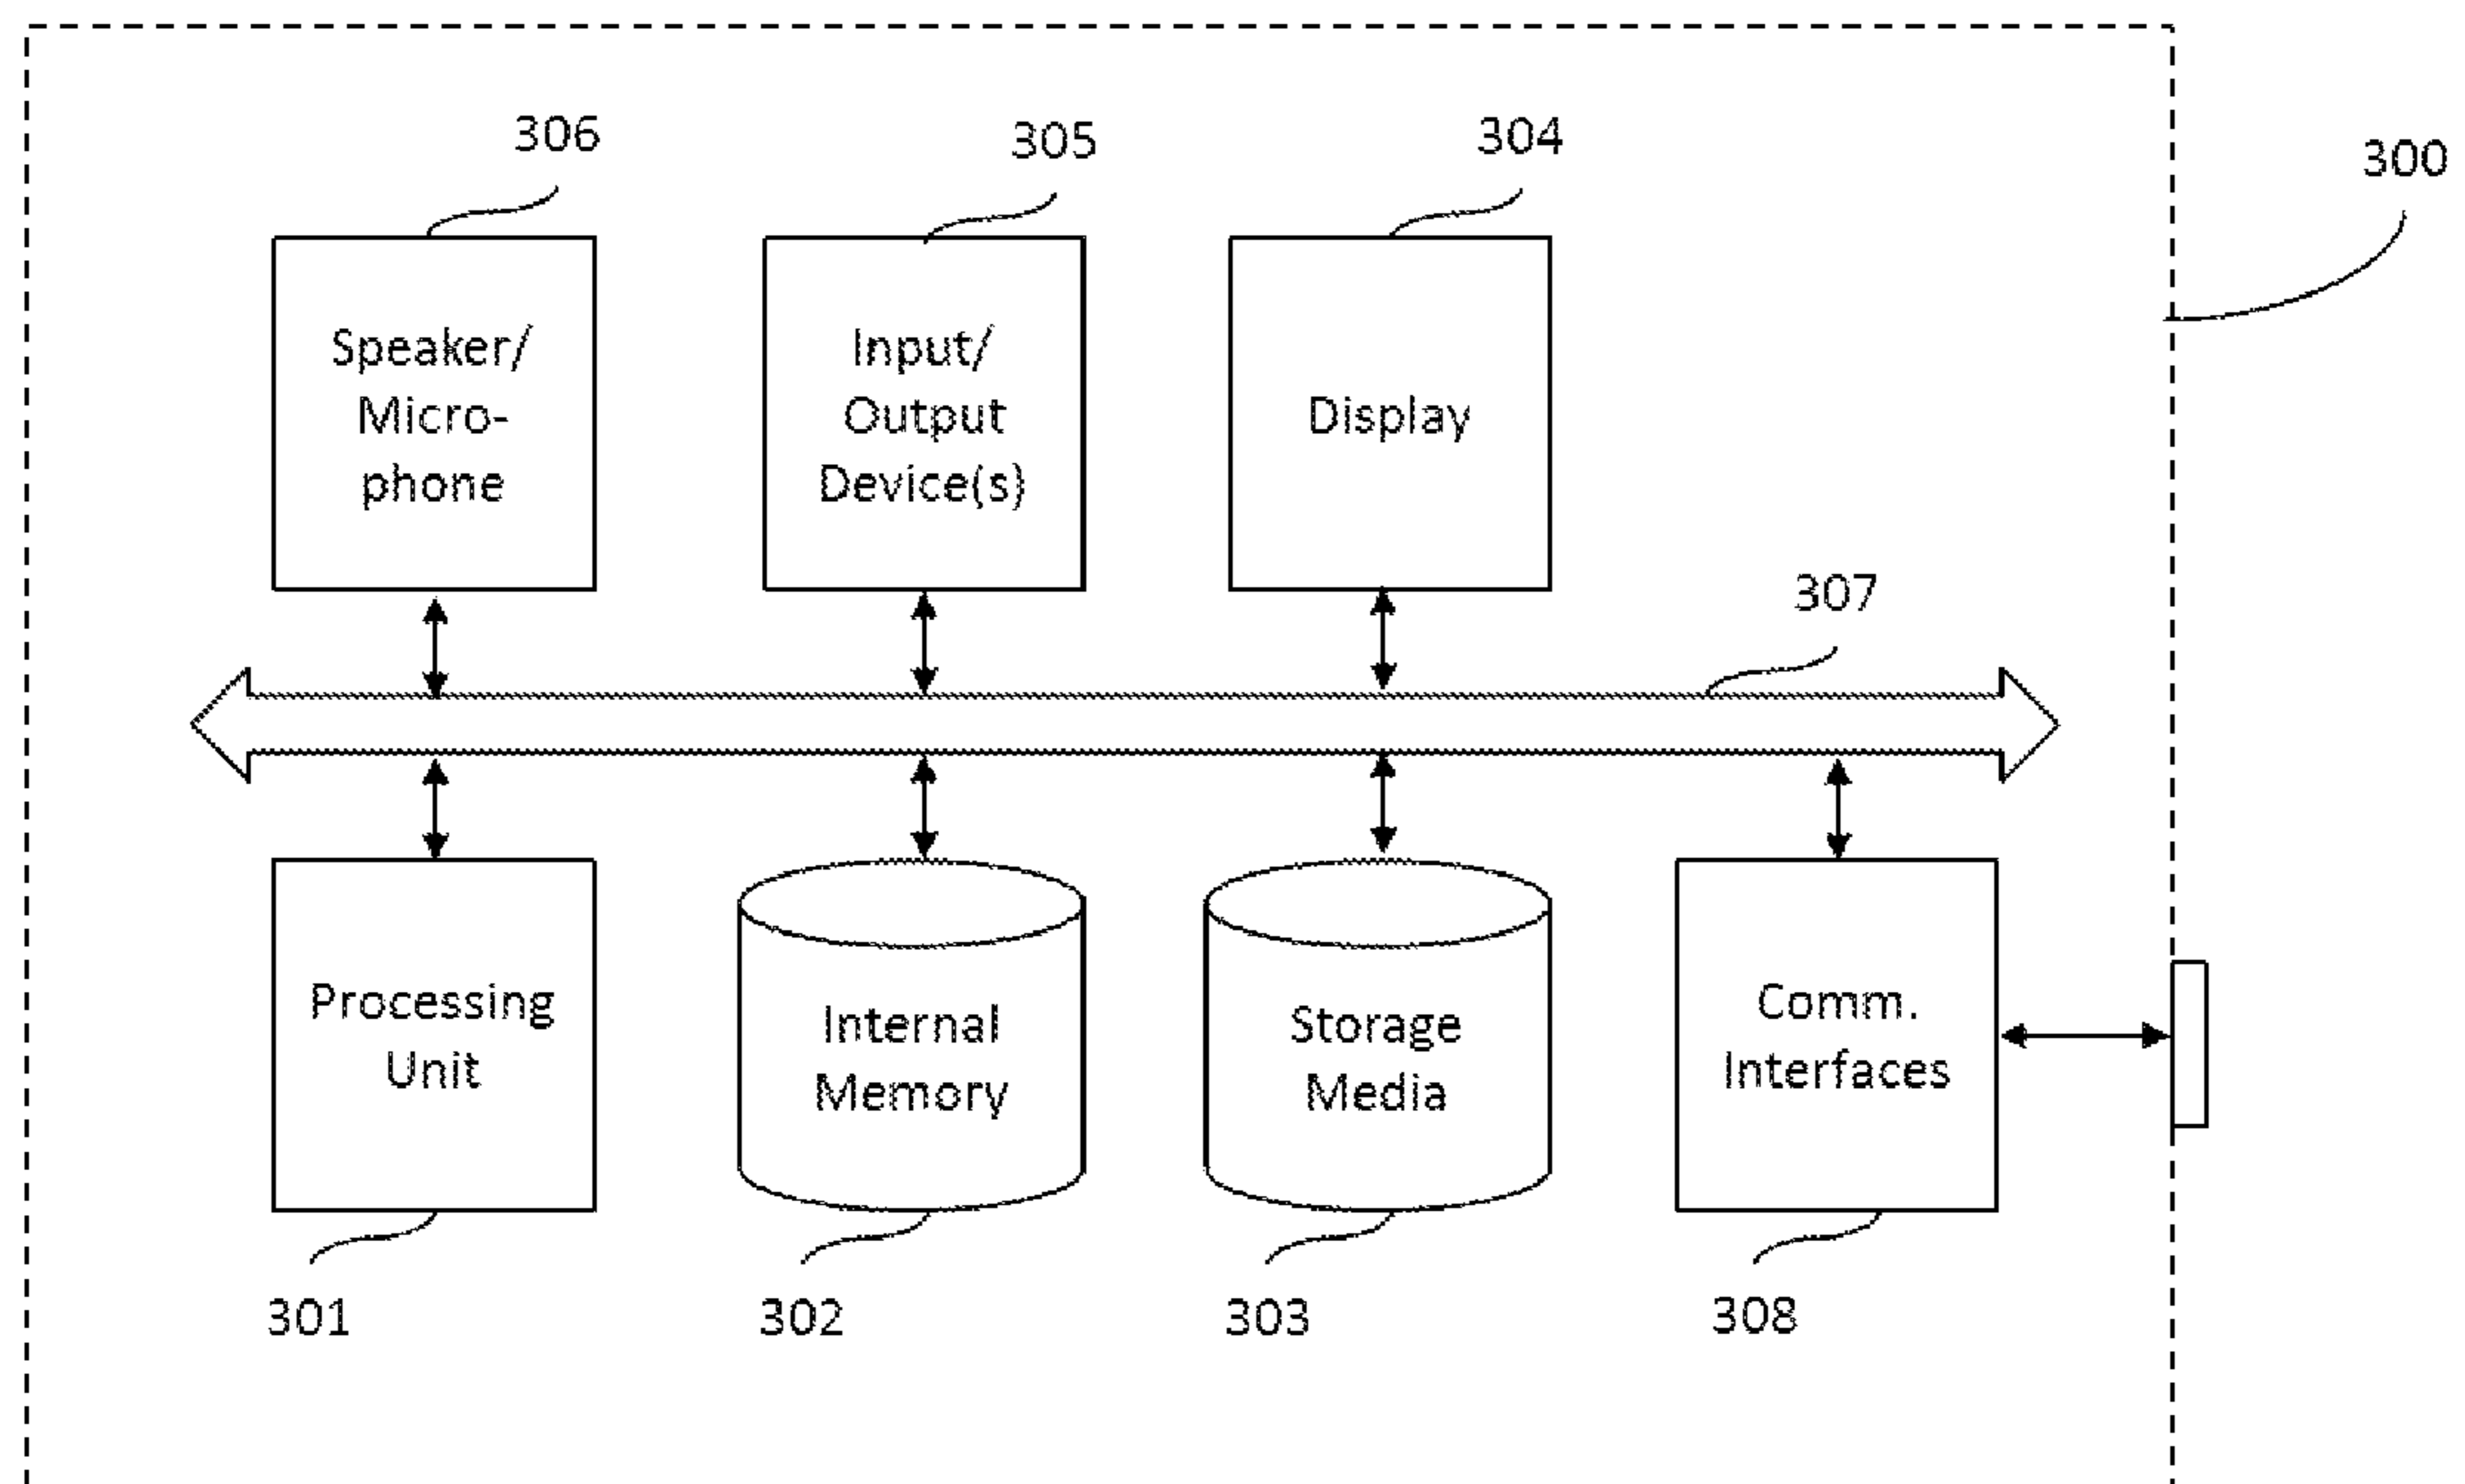 306
305
304
300
Speaker/
Micro-
phone
Input/
Output
Device(s)
Display
307
Processing
Unit
Internal
Memory
Storage
Media
Comm.
Interfaces
301
302
303
308